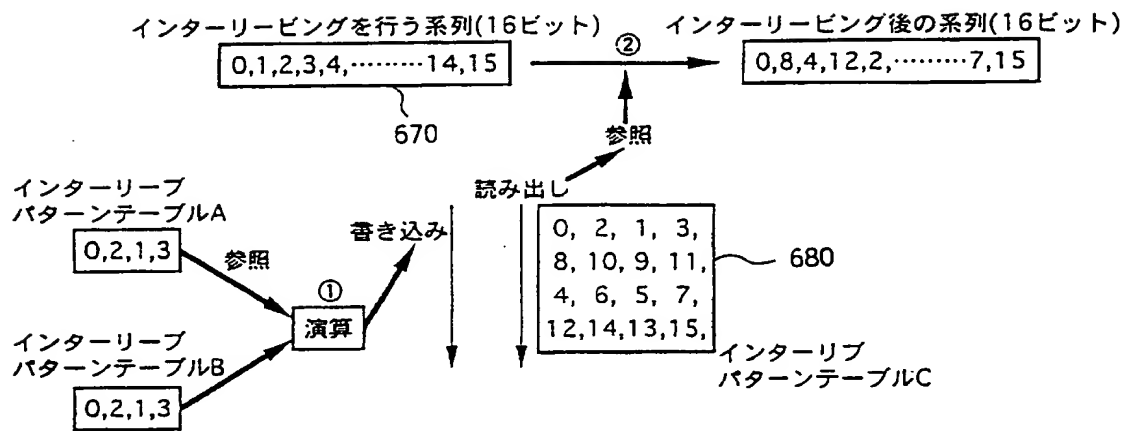 インターリービングを行う系列(16ビット)
0,1,2,3,4,………14,15
670
②
インターリービング後の系列(16ビット)
0,8,4,12,2,………7,15
参照
読み出し
書き込み
インターリーブ
パターンテーブルA
0,2,1,3
参照
①
演算
インターリーブ
パターンテーブルB
0,2,1,3
0, 2, 1, 3,
8, 10, 9, 11,
4, 6, 5, 7,
12,14,13,15,
680
インターリブ
パターンテーブルC